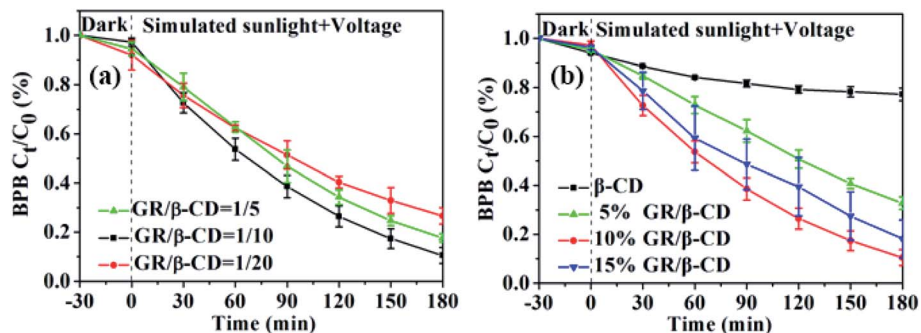 Dark
Simulated sunlight+Voltage
(a)
BPB Cₜ/C₀ (%)
1.0
0.8
0.6
0.4
0.2
0.0
GR/β-CD=1/5
GR/β-CD=1/10
GR/β-CD=1/20
-30 0 30 60 90 120 150 180
Time (min)
Dark
Simulated sunlight+Voltage
(b)
BPB Cₜ/C₀ (%)
1.0
0.8
0.6
0.4
0.2
0.0
β-CD
5% GR/β-CD
10% GR/β-CD
15% GR/β-CD
-30 0 30 60 90 120 150 180
Time (min)